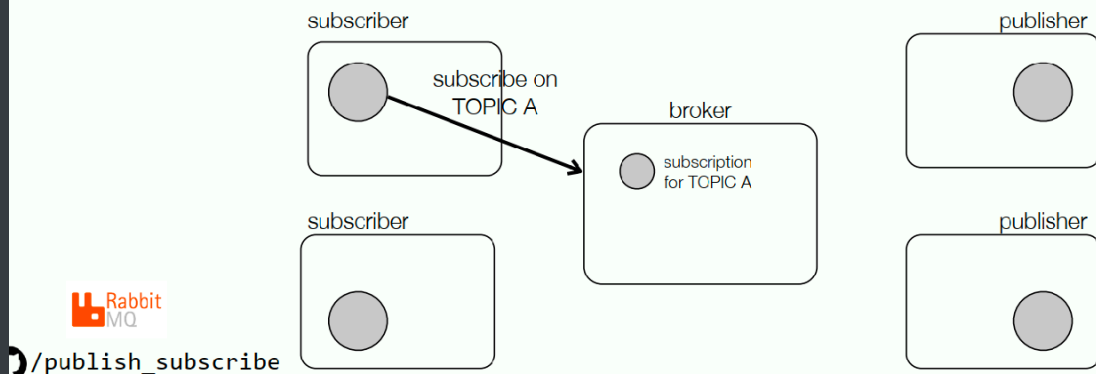 subscriber
publisher
subscribe on
TOPIC A
broker
subscription
for TOPIC A
subscriber
publisher
Rabbit
MQ
/publish_subscribe